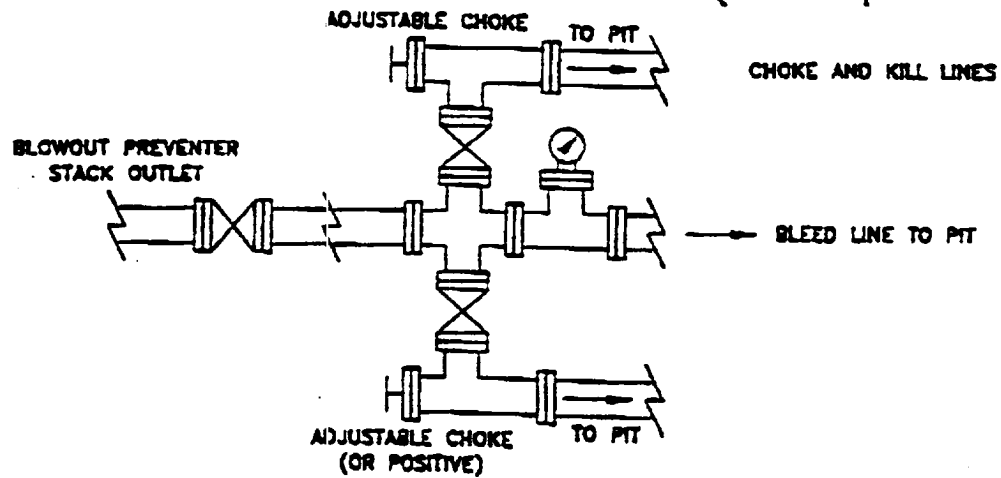 ADJUSTABLE CHOKE
TO PIT
CHOKE AND KILL LINES
BLOWOUT PREVENTER
STACK OUTLET
BLEED LINE TO PIT
ADJUSTABLE CHOKE
(OR POSITIVE)
TO PIT